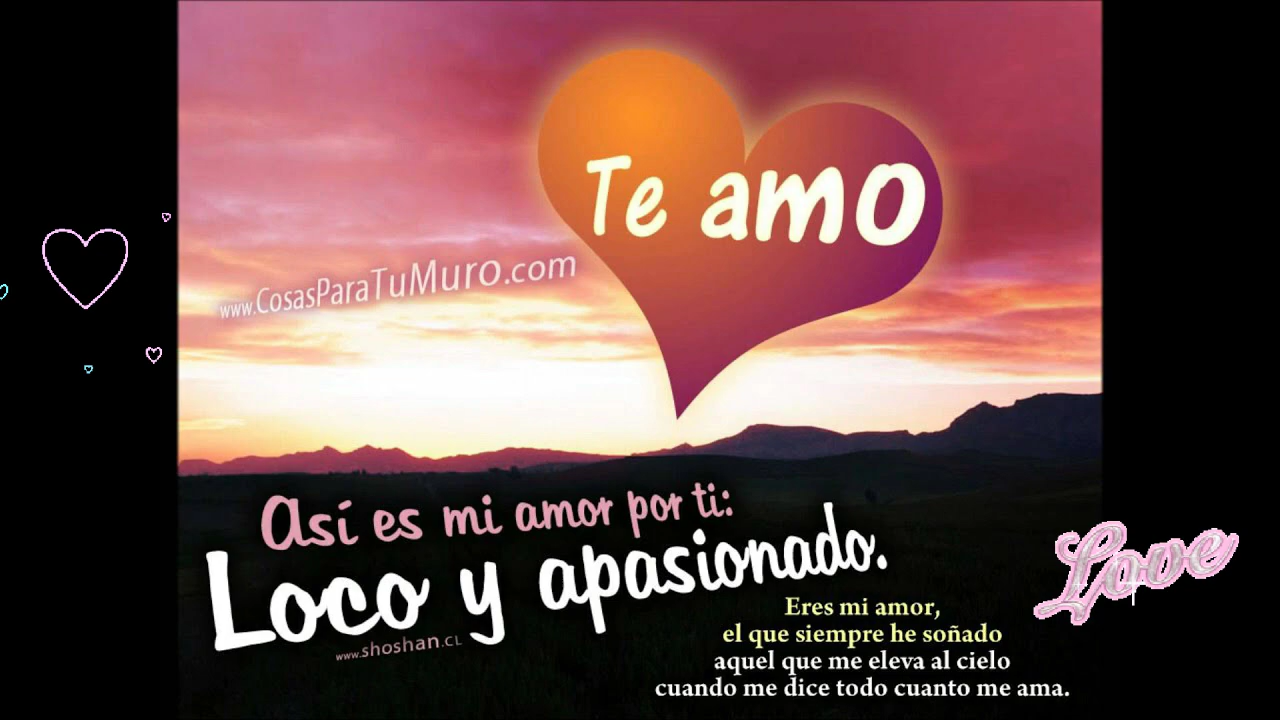 Te amo
www.CosasParaTuMuro.com
Así es mi amor por ti:
Loco y apasionado.
www.shoshan.CL
Love
Eres mi amor,
el que siempre he soñado
aquel que me eleva al cielo
cuando me dice todo cuanto me ama.